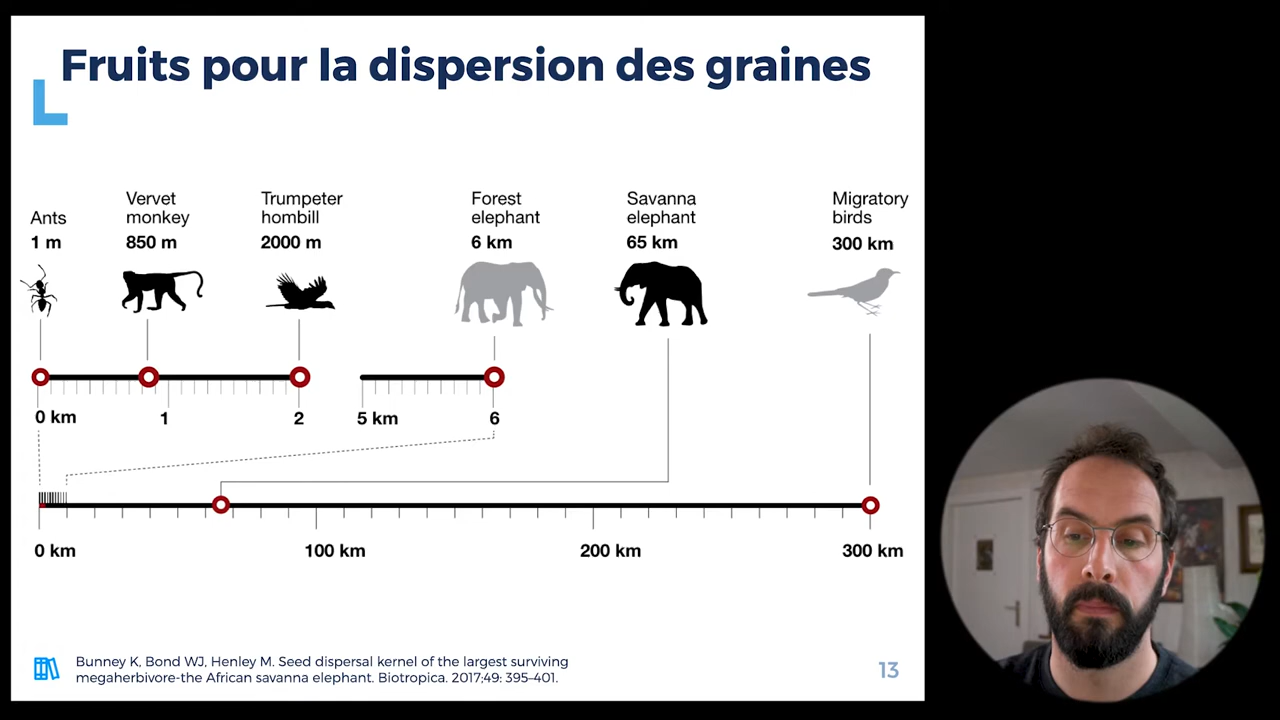 Fruits pour la dispersion des graines
Ants
1 m
Vervet
monkey
850 m
Trumpeter
hombill
2000 m
Forest
elephant
6 km
Savanna
elephant
65 km
Migratory
birds
300 km
0 km
1
2
5 km
6
0 km
100 km
200 km
300 km
Bunney K, Bond WJ, Henley M. Seed dispersal kernel of the largest surviving
megaherbivore-the African savanna elephant. Biotropica. 2017;49: 395–401.
13